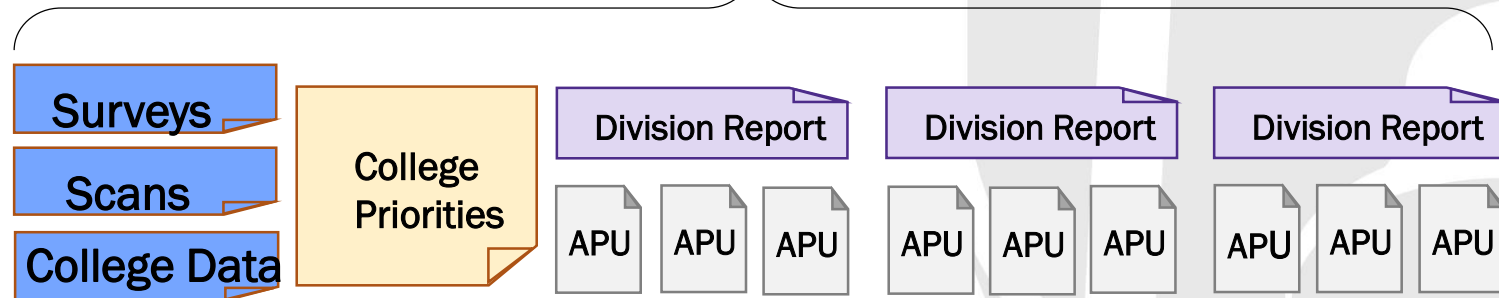 Surveys
Scans
College Data
College
Priorities
Division Report
APU
APU
APU
Division Report
APU
APU
APU
Division Report
APU
APU
APU